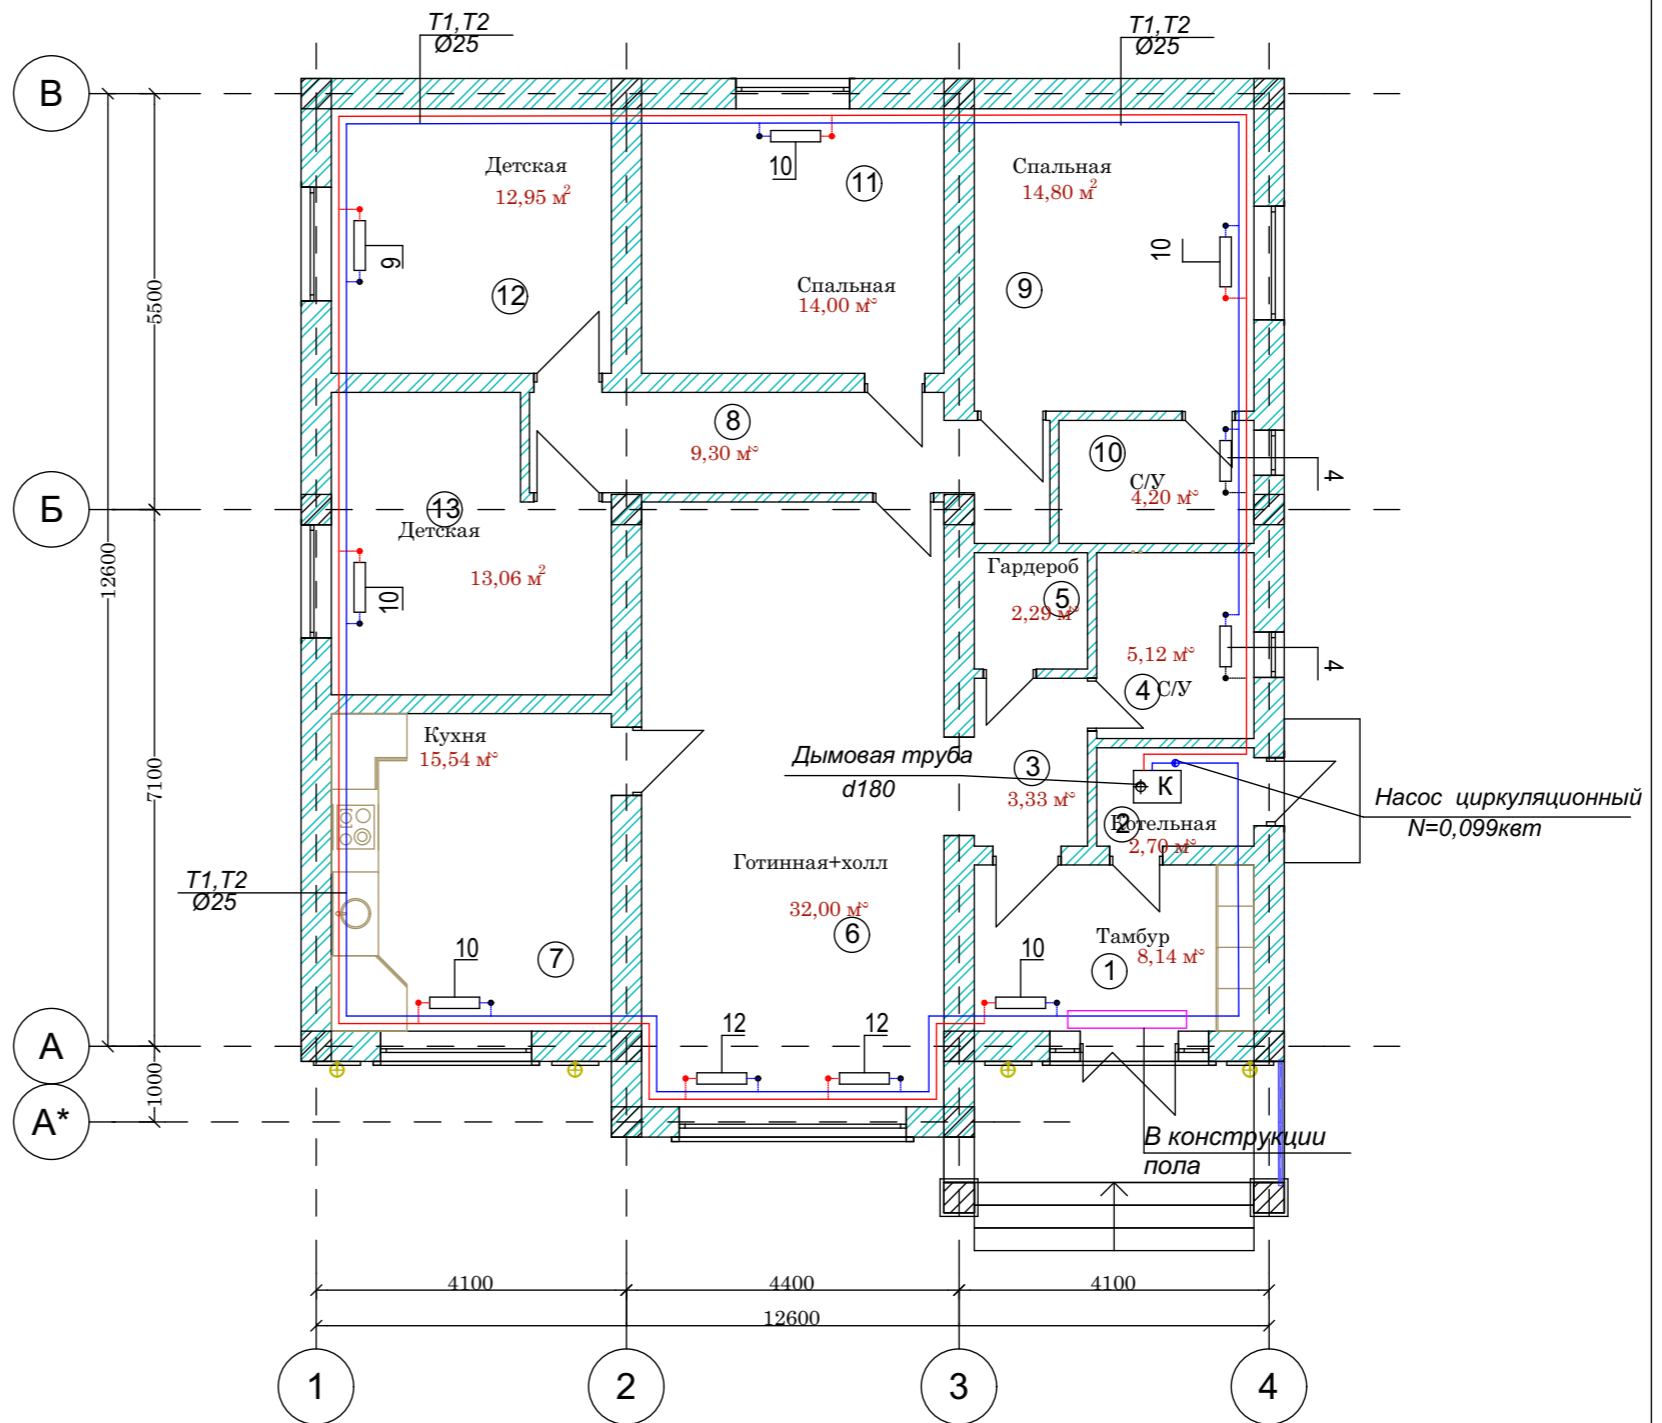 Т1,Т2
Ø25
Т1,Т2
Ø25
В
10
Детская
12,95 м²
11
Спальная
14,80 м²
9
10
12
Спальная
14,00 м²
9
5500
8
9,30 м²
10
С/У
4,20 м²
4
Б
13
Детская
13,06 м²
10
12600
Гардероб
5
2,29 м²
5,12 м²
4
С/У
4
Кухня
15,54 м²
7100
Дымовая труба
d180
3
3,33 м²
К
2
Котельная
2,70 м²
Насос циркуляционный
N=0,099квт
Готинная+холл
32,00 м²
6
Т1,Т2
Ø25
10
7
Тамбур
8,14 м²
1
10
12
12
А
1000
А*
В конструкции
пола
4100
4400
4100
12600
1
2
3
4